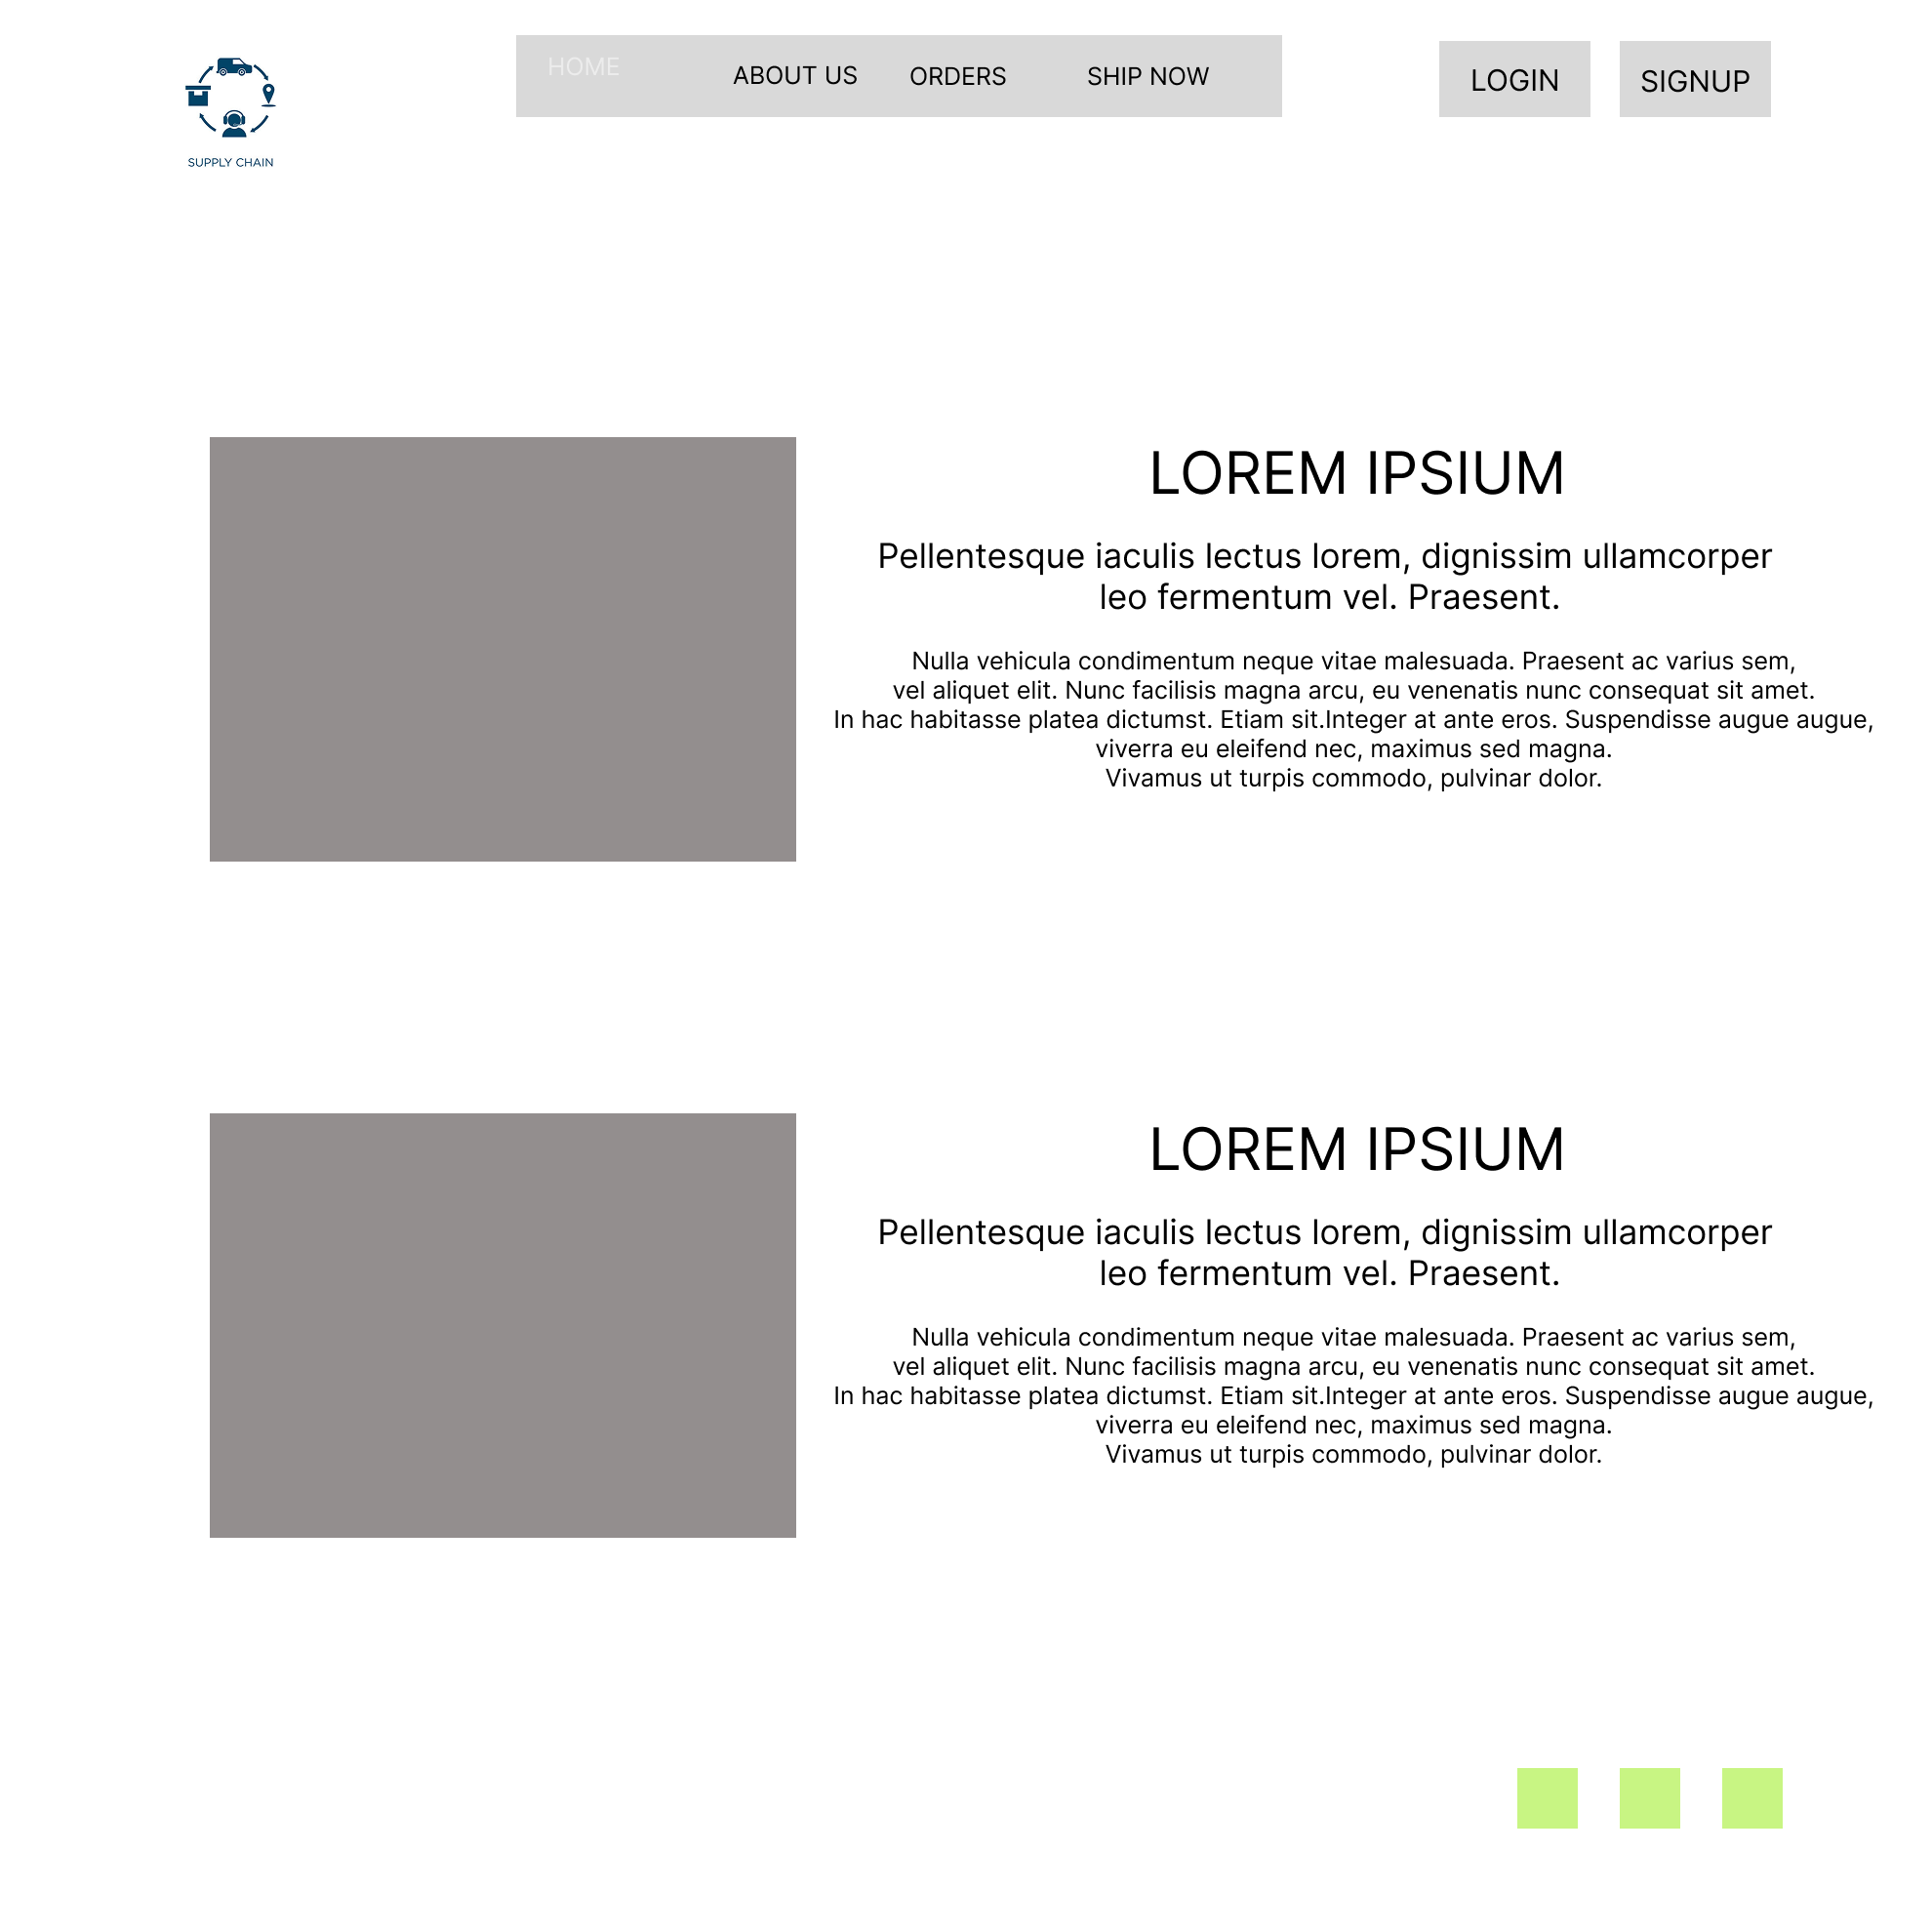 HOME
ABOUT US
ORDERS
SHIP NOW
LOGIN
SIGNUP
SUPPLY CHAIN
LOREM IPSIUM
Pellentesque iaculis lectus lorem, dignissim ullamcorper
leo fermentum vel. Praesent.
Nulla vehicula condimentum neque vitae malesuada. Praesent ac varius sem,
vel aliquet elit. Nunc facilisis magna arcu, eu venenatis nunc consequat sit amet.
In hac habitasse platea dictumst. Etiam sit.Integer at ante eros. Suspendisse augue augue,
viverra eu eleifend nec, maximus sed magna.
Vivamus ut turpis commodo, pulvinar dolor.
LOREM IPSIUM
Pellentesque iaculis lectus lorem, dignissim ullamcorper
leo fermentum vel. Praesent.
Nulla vehicula condimentum neque vitae malesuada. Praesent ac varius sem,
vel aliquet elit. Nunc facilisis magna arcu, eu venenatis nunc consequat sit amet.
In hac habitasse platea dictumst. Etiam sit.Integer at ante eros. Suspendisse augue augue,
viverra eu eleifend nec, maximus sed magna.
Vivamus ut turpis commodo, pulvinar dolor.